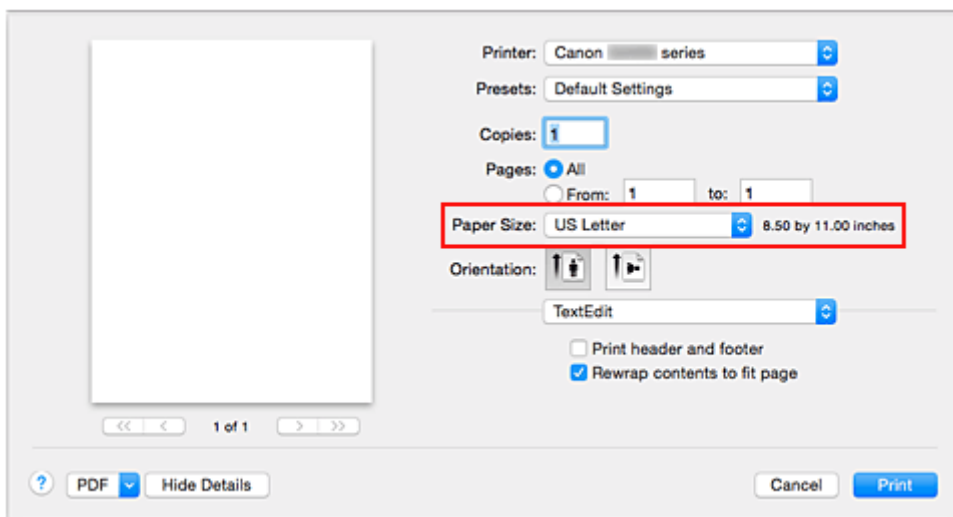 Printer: Canon series
Presets: Default Settings
Copies: 1
Pages: All
From: 1 to: 1
Paper Size: US Letter 8.50 by 11.00 inches
Orientation:
TextEdit
Print header and footer
Rewrap contents to fit page
<< < 1 of 1 > >>
? PDF Hide Details Cancel Print